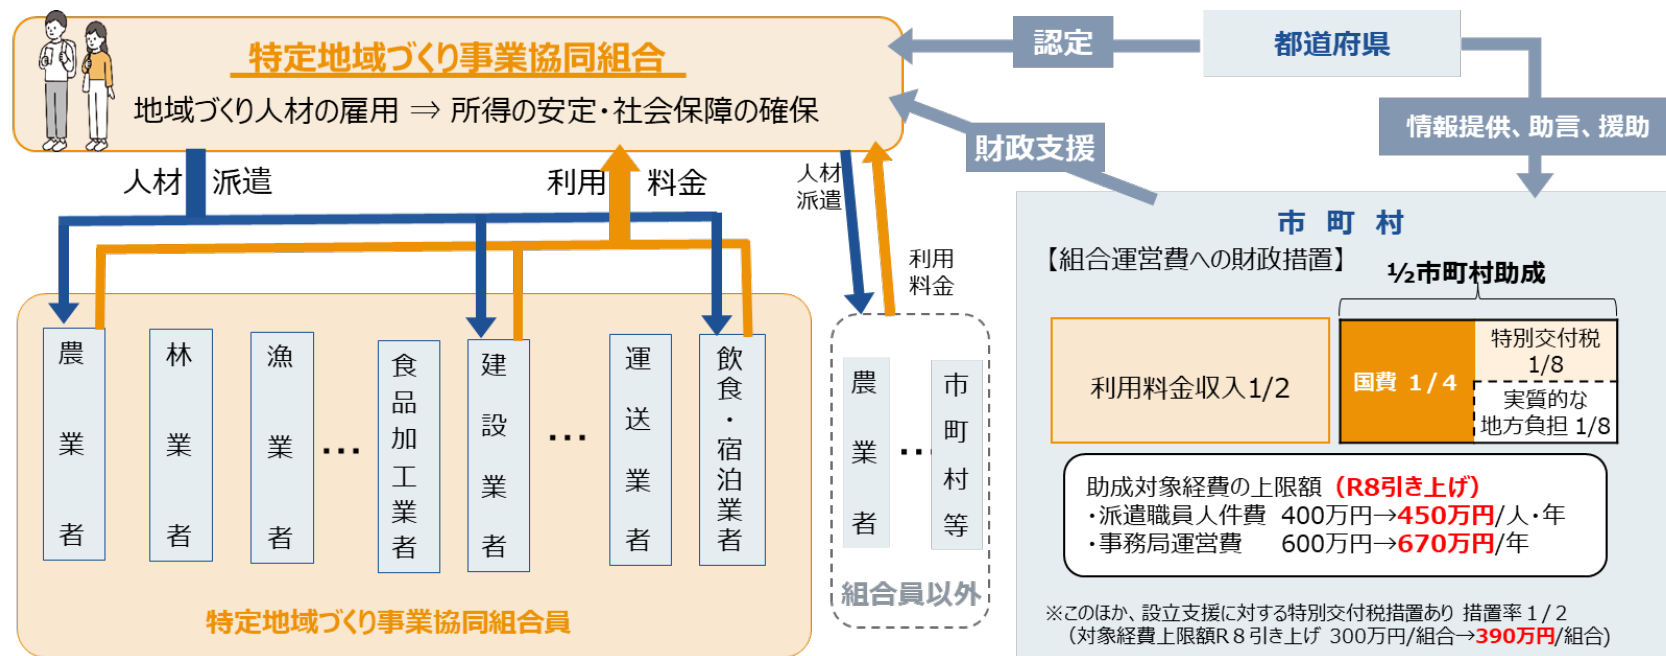 特定地域づくり事業協同組合
地域づくり人材の雇用 ⇒ 所得の安定・社会保障の確保
認定
都道府県
財政支援
情報提供、助言、援助
人材 派遣
利用 料金
人材
派遣
利用
料金
農業者
林業者
漁業者
…
食品加工業者
建設業者
…
運送業者
飲食・宿泊業者
特定地域づくり事業協同組合員
農業者
…
市町村等
組合員以外
市 町 村
【組合運営費への財政措置】
½市町村助成
利用料金収入1/2
国費 1/4
特別交付税
1/8
実質的な
地方負担 1/8
助成対象経費の上限額（R8引き上げ）
・派遣職員人件費 400万円→450万円/人・年
・事務局運営費 600万円→670万円/年
※このほか、設立支援に対する特別交付税措置あり 措置率1/2
（対象経費上限額R8引き上げ 300万円/組合→390万円/組合)